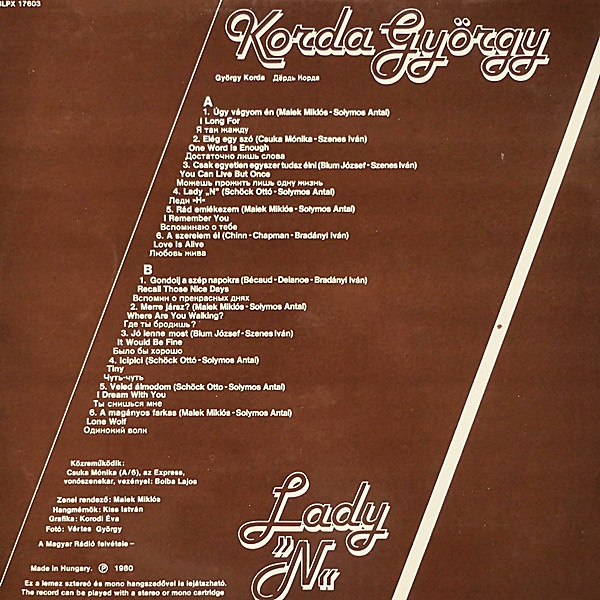 SLPX 17603
Korda György
György Korda Дёрдь Корда
A
1. Úgy vágyom én (Malek Miklós - Solymos Antal)
I Long For
Я так жажду
2. Elég egy szó (Csuka Mónika - Szenes Iván)
One Word Is Enough
Достаточно лишь слова
3. Csak egyetlen egyszer tudsz élni (Blum József - Szenes Iván)
You Can Live But Once
Можешь прожить лишь одну жизнь
4. Lady „N" (Schöck Ottó - Solymos Antal)
Леди »Н«
5. Rád emlékezem (Malek Miklós - Solymos Antal)
I Remember You
Вспоминаю о тебе
6. A szerelem él (Chinn - Chapman - Bradányi Iván)
Love Is Alive
Любовь жива
B
1. Gondolj a szép napokra (Bécaud - Delanoe - Bradányi Iván)
Recall Those Nice Days
Вспомни о прекрасных днях
2. Merre jársz? (Malek Miklós - Solymos Antal)
Where Are You Walking?
Где ты бродишь?
3. Jó lenne most (Blum József - Szenes Iván)
It Would Be Fine
Было бы хорошо
4. Icipici (Schöck Ottó - Solymos Antal)
Tiny
Чуть-чуть
5. Veled álmodom (Schöck Ottó - Solymos Antal)
I Dream With You
Ты снишься мне
6. A magányos farkas (Malek Miklós - Solymos Antal)
Lone Wolf
Одинокий волк
Közreműködik:
Csuka Mónika (A/6), az Express,
vonószenekar, vezényel: Bolba Lajos
Zenei rendező: Malek Miklós
Hangmérnök: Kiss István
Grafika: Korodi Éva
Fotó: Vértes György
A Magyar Rádió felvétele –
Lady
»N«
Made in Hungary. Ⓟ 1980
Ez a lemez sztereó és mono hangszedővel is lejátszható.
The record can be played with a stereo or mono cartridge